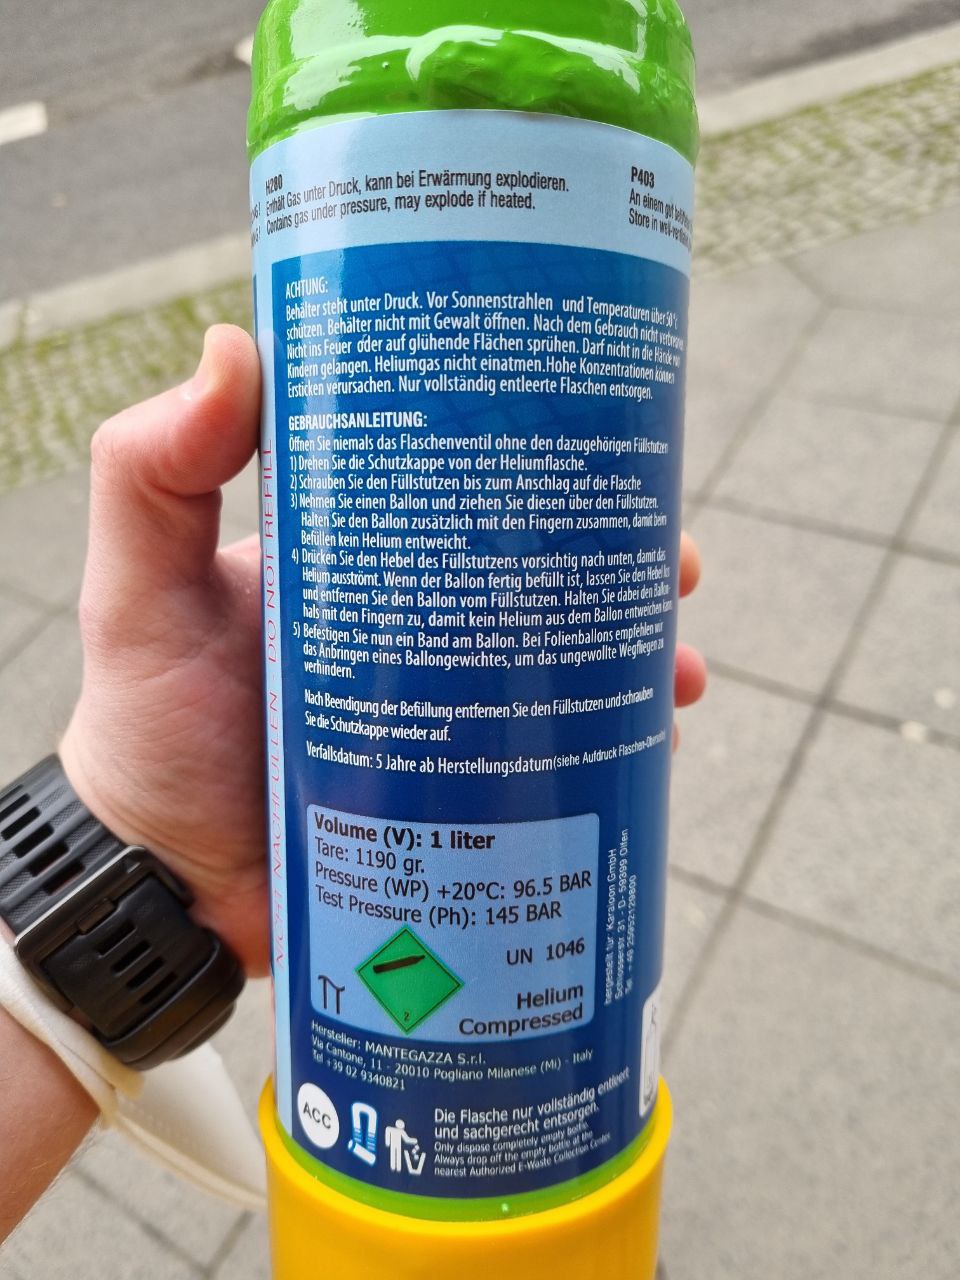 H280
Enthält Gas unter Druck, kann bei Erwärmung explodieren.
Contains gas under pressure, may explode if heated.
P403
An einem gut
Store in well-
ACHTUNG:
Behälter steht unter Druck. Vor Sonnenstrahlen und Temperaturen über 50°
schützen. Behälter nicht mit Gewalt öffnen. Nach dem Gebrauch nicht
Nicht ins Feuer oder auf glühende Flächen sprühen. Darf nicht in die Hände von
Kindern gelangen. Heliumgas nicht einatmen.Hohe Konzentrationen können
Ersticken verursachen. Nur vollständig entleerte Flaschen entsorgen.
GEBRAUCHSANLEITUNG:
Öffnen Sie niemals das Flaschenventil ohne den dazugehörigen Füllstutzen
1) Drehen Sie die Schutzkappe von der Heliumflasche.
2) Schrauben Sie den Füllstutzen bis zum Anschlag auf die Flasche
3) Nehmen Sie einen Ballon und ziehen Sie diesen über den Füllstutzen.
Halten Sie den Ballon zusätzlich mit den Fingern zusammen, damit beim
Befüllen kein Helium entweicht.
4) Drücken Sie den Hebel des Füllstutzens vorsichtig nach unten, damit das
Helium ausströmt. Wenn der Ballon fertig befüllt ist, lassen Sie den Hebel los
und entfernen Sie den Ballon vom Füllstutzen. Halten Sie dabei den Ballon-
hals mit den Fingern zu, damit kein Helium aus dem Ballon entweichen kann.
5) Befestigen Sie nun ein Band am Ballon. Bei Folienballons empfehlen wir
das Anbringen eines Ballongewichtes, um das ungewollte Wegfliegen zu
verhindern.
Nach Beendigung der Befüllung entfernen Sie den Füllstutzen und schrauben
Sie die Schutzkappe wieder auf.
Verfallsdatum: 5 Jahre ab Herstellungsdatum(siehe Aufdruck Flaschen-Oberseite)
NICHT NACHFÜLLEN - DO NOT REFILL
Volume (V): 1 liter
Tare: 1190 gr.
Pressure (WP) +20°C: 96.5 BAR
Test Pressure (Ph): 145 BAR
UN 1046
2
Helium
Compressed
hergestellt für: Karaloon GmbH
Schlosserstr. 31 - D- 59399 Olfen
Tel. + 49 25952129800
Hersteller: MANTEGAZZA S.r.l.
Via Cantone, 11 - 20010 Pogliano Milanese (Mi) - Italy
Tel +39 02 9340821
ACC
Die Flasche nur vollständig entleert
und sachgerecht entsorgen.
Only dispose completely empty bottle.
Always drop off the empty bottle at the
nearest Authorized E-Waste Collection Center